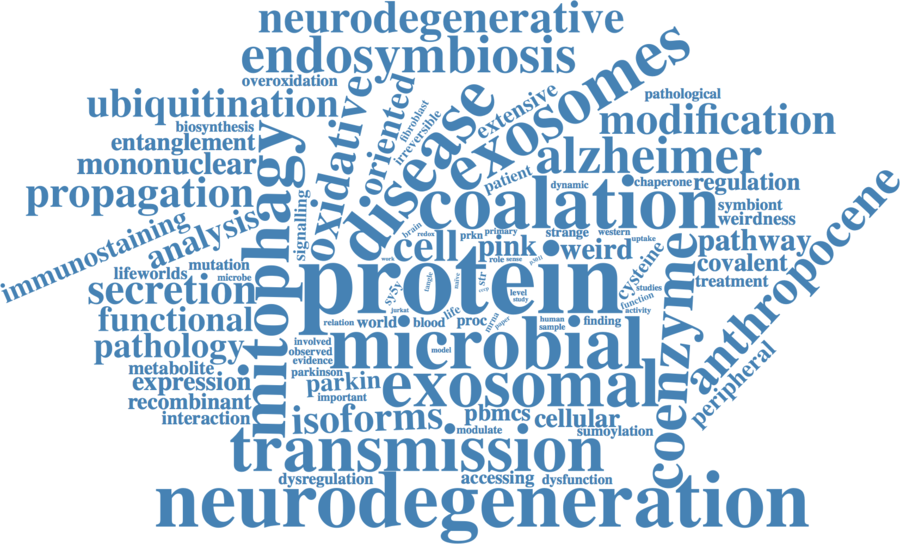 neurodegenerative
endosymbiosis
overoxidation
exosomes
ubiquitination
oxidative
oriented
fibroblast
irreversible
disease
extensive
pathological
modification
biosynthesis
entanglement
mononuclear
alzheimer
patient
dynamic
chaperone
regulation
propagation
mitophagy
signalling
coalation
symbiont
weirdness
anthropocene
immunostaining
analysis
brain
redox
cell
prkn
primary
pink
strange
western
weird
uptake
pathway
lifeworlds
mutation
microbe
work
role
sense
protein
cysteine
coenzyme
covalent
treatment
secretion
sy5y
tangle
naive
str
level
study
studies
function
activity
functional
jurkat
relation
world
blood
life
proc
mrna
paper
human
sample
finding
pathology
involved
observed
evidence
microbial
model
metabolite
expression
parkinson
parkin
important
exosomal
peripheral
recombinant
interaction
isoforms
pbmcs
modulate
cellular
sumoylation
transmission
dysregulation
accessing
dysfunction
neurodegeneration